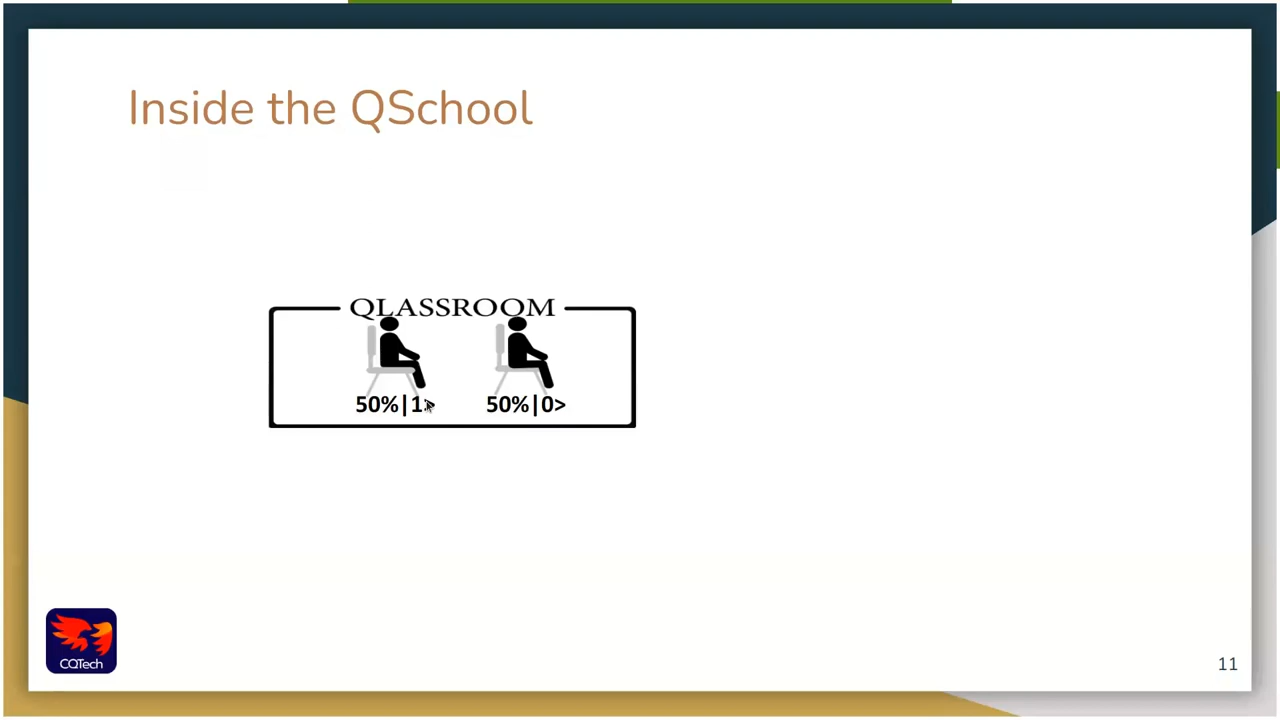 Inside the QSchool
QLASSROOM
50%|1> 50%|0>
CQTech
11